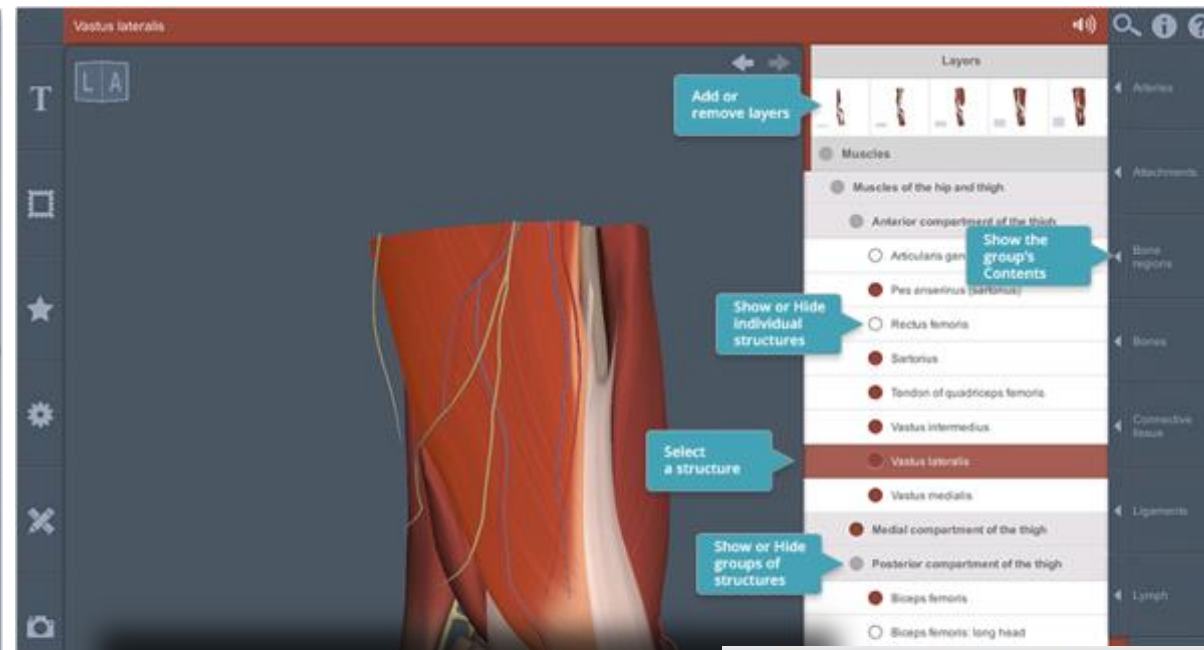 Vastus lateralis
T
L A
Layers
Add or
remove layers
Muscles
Muscles of the hip and thigh
Anterior compartment of the thigh
Show the
group's
Contents
Articularis gen
Pes anserinus (sartorius)
Show or Hide
individual
structures
Rectus femoris
Sartorius
Tendon of quadriceps femoris
Vastus intermedius
Select
a structure
Vastus lateralis
Vastus medialis
Medial compartment of the thigh
Show or Hide
groups of
structures
Posterior compartment of the thigh
Biceps femoris
Biceps femoris: long head
Arteries
Attachments
Bone
regions
Bones
Connective
tissue
Ligaments
Lymph